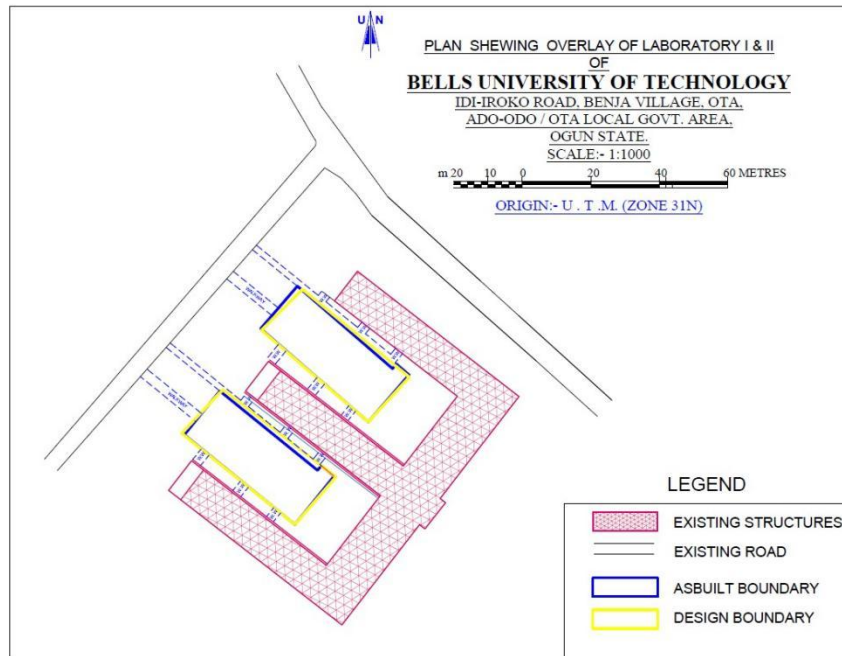 U N
PLAN SHEWING OVERLAY OF LABORATORY I & II
OF
BELLS UNIVERSITY OF TECHNOLOGY
IDI-IROKO ROAD, BENJA VILLAGE, OTA,
ADO-ODO / OTA LOCAL GOVT. AREA,
OGUN STATE.
SCALE:- 1:1000
m 20 10 0 20 40 60 METRES
ORIGIN:- U . T .M. (ZONE 31N)
WALKWAY
WALKWAY
LEGEND
EXISTING STRUCTURES
EXISTING ROAD
ASBUILT BOUNDARY
DESIGN BOUNDARY